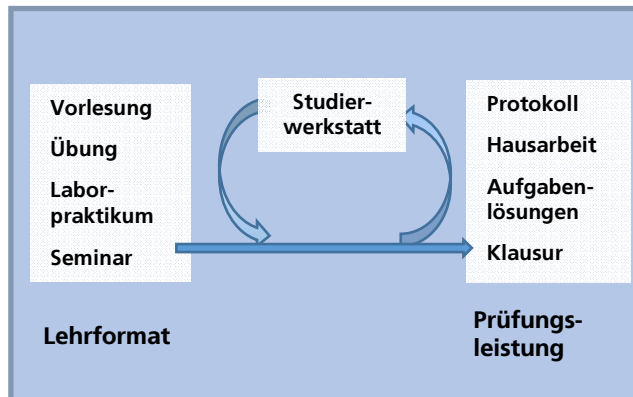 Vorlesung
Übung
Labor-
praktikum
Seminar
Lehrformat
Studier-
werkstatt
Protokoll
Hausarbeit
Aufgaben-
lösungen
Klausur
Prüfungs-
leistung